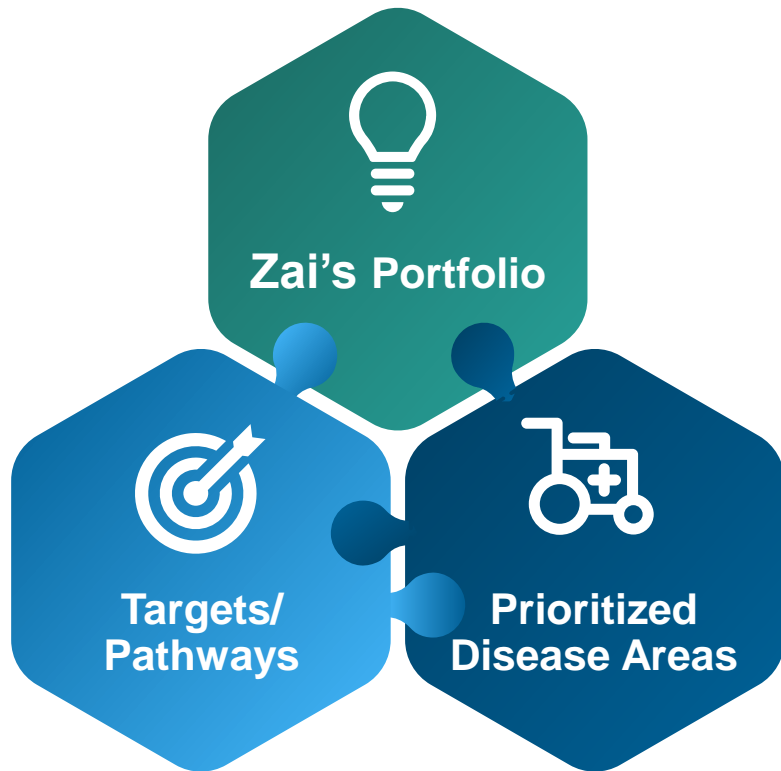 Zai’s Portfolio
Targets/
Pathways
Prioritized
Disease Areas